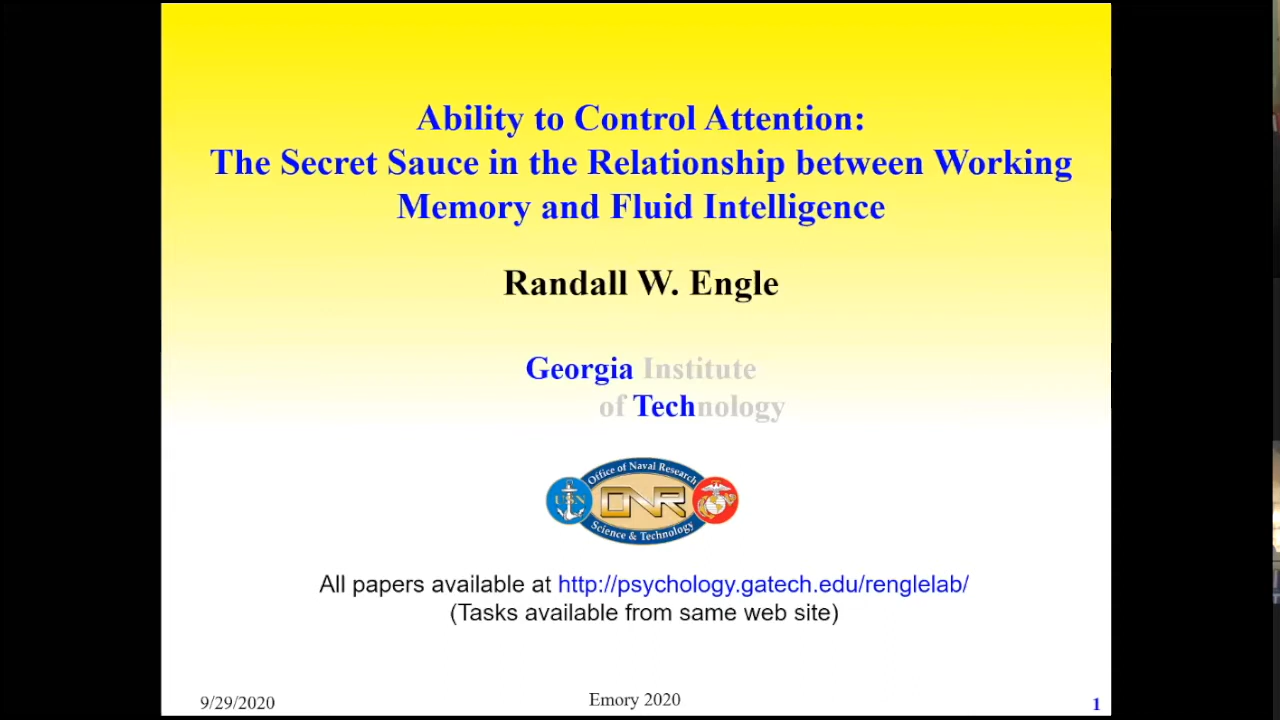 Ability to Control Attention:
The Secret Sauce in the Relationship between Working
Memory and Fluid Intelligence
Randall W. Engle
Georgia Institute
of Technology
Office of Naval Research
USN
ONR
Science & Technology
All papers available at http://psychology.gatech.edu/renglelab/
(Tasks available from same web site)
9/29/2020
Emory 2020
1